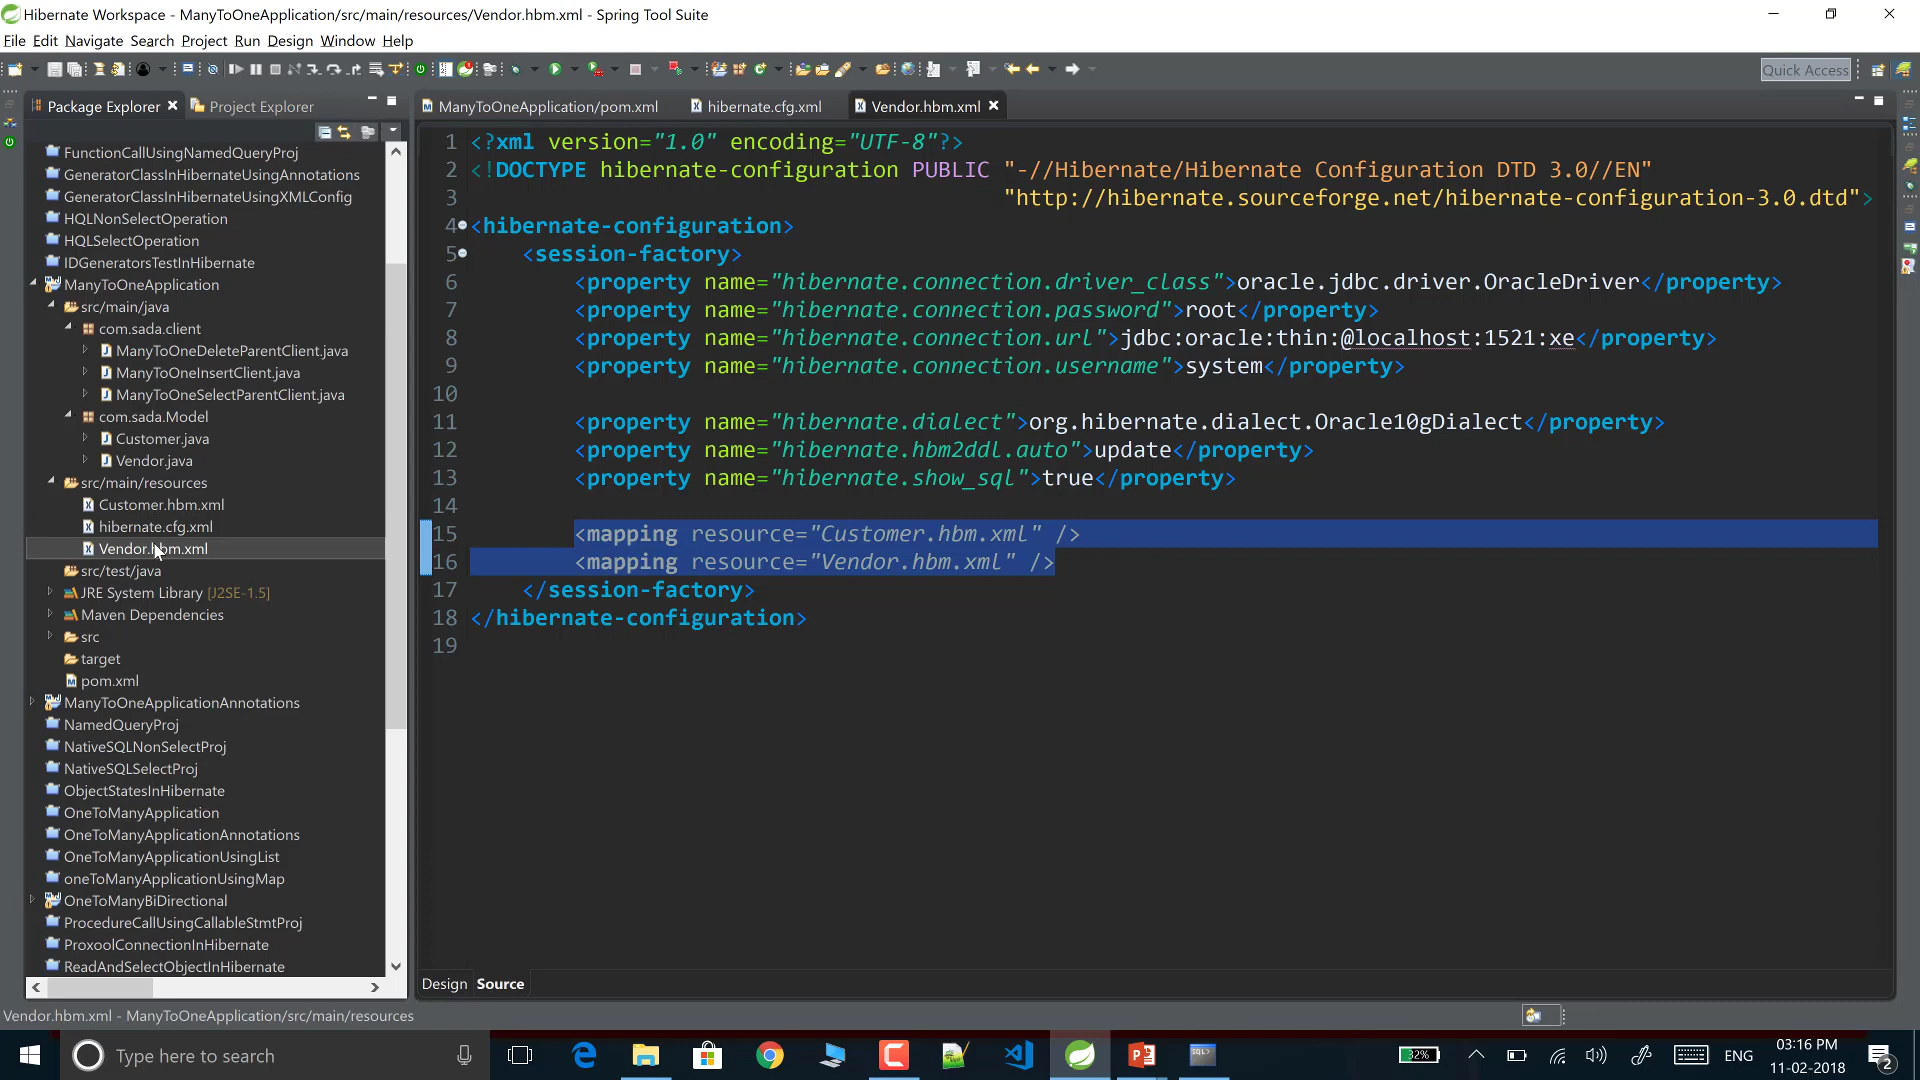 Hibernate Workspace - ManyToOneApplication/src/main/resources/Vendor.hbm.xml - Spring Tool Suite
File Edit Navigate Search Project Run Design Window Help
Quick Access
Package Explorer
Project Explorer
ManyToOneApplication/pom.xml
hibernate.cfg.xml
Vendor.hbm.xml
FunctionCallUsingNamedQueryProj
GeneratorClassInHibernateUsingAnnotations
GeneratorClassInHibernateUsingXMLConfig
HQLNonSelectOperation
HQLSelectOperation
IDGeneratorsTestInHibernate
ManyToOneApplication
src/main/java
com.sada.client
ManyToOneDeleteParentClient.java
ManyToOneInsertClient.java
ManyToOneSelectParentClient.java
com.sada.Model
Customer.java
Vendor.java
src/main/resources
Customer.hbm.xml
hibernate.cfg.xml
Vendor.hbm.xml
src/test/java
JRE System Library [J2SE-1.5]
Maven Dependencies
src
target
pom.xml
ManyToOneApplicationAnnotations
NamedQueryProj
NativeSQLNonSelectProj
NativeSQLSelectProj
ObjectStatesInHibernate
OneToManyApplication
OneToManyApplicationAnnotations
OneToManyApplicationUsingList
oneToManyApplicationUsingMap
OneToManyBiDirectional
ProcedureCallUsingCallableStmtProj
ProxoolConnectionInHibernate
ReadAndSelectObjectInHibernate
1 <?xml version="1.0" encoding="UTF-8"?>
2 <!DOCTYPE hibernate-configuration PUBLIC "-//Hibernate/Hibernate Configuration DTD 3.0//EN"
3 "http://hibernate.sourceforge.net/hibernate-configuration-3.0.dtd">
4 <hibernate-configuration>
5 <session-factory>
6 <property name="hibernate.connection.driver_class">oracle.jdbc.driver.OracleDriver</property>
7 <property name="hibernate.connection.password">root</property>
8 <property name="hibernate.connection.url">jdbc:oracle:thin:@localhost:1521:xe</property>
9 <property name="hibernate.connection.username">system</property>
10
11 <property name="hibernate.dialect">org.hibernate.dialect.Oracle10gDialect</property>
12 <property name="hibernate.hbm2ddl.auto">update</property>
13 <property name="hibernate.show_sql">true</property>
14
15 <mapping resource="Customer.hbm.xml" />
16 <mapping resource="Vendor.hbm.xml" />
17 </session-factory>
18 </hibernate-configuration>
19
Design Source
Vendor.hbm.xml - ManyToOneApplication/src/main/resources
Type here to search
32%
ENG
03:16 PM
11-02-2018
2